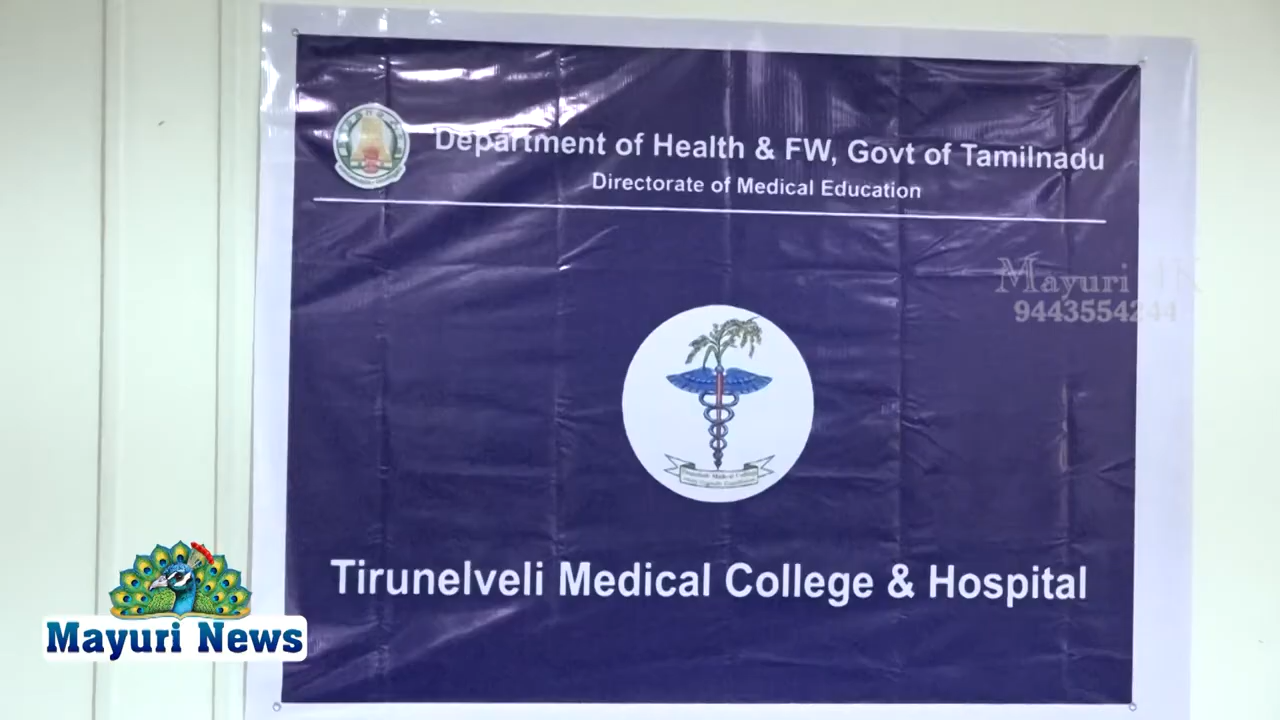 Department of Health & FW, Govt of Tamilnadu
Directorate of Medical Education
Mayuri
9443554244
Tirunelveli Medical College & Hospital
Mayuri News